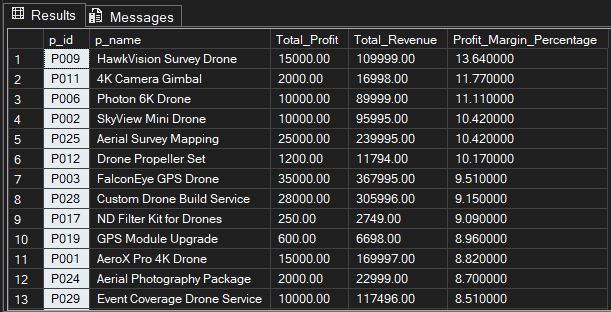 Results Messages
p_id p_name Total_Profit Total_Revenue Profit_Margin_Percentage
1 P009 HawkVision Survey Drone 15000.00 109999.00 13.640000
2 P011 4K Camera Gimbal 2000.00 16998.00 11.770000
3 P006 Photon 6K Drone 10000.00 89999.00 11.110000
4 P002 SkyView Mini Drone 10000.00 95995.00 10.420000
5 P025 Aerial Survey Mapping 25000.00 239995.00 10.420000
6 P012 Drone Propeller Set 1200.00 11794.00 10.170000
7 P003 FalconEye GPS Drone 35000.00 367995.00 9.510000
8 P028 Custom Drone Build Service 28000.00 305996.00 9.150000
9 P017 ND Filter Kit for Drones 250.00 2749.00 9.090000
10 P019 GPS Module Upgrade 600.00 6698.00 8.960000
11 P001 AeroX Pro 4K Drone 15000.00 169997.00 8.820000
12 P024 Aerial Photography Package 2000.00 22999.00 8.700000
13 P029 Event Coverage Drone Service 10000.00 117496.00 8.510000